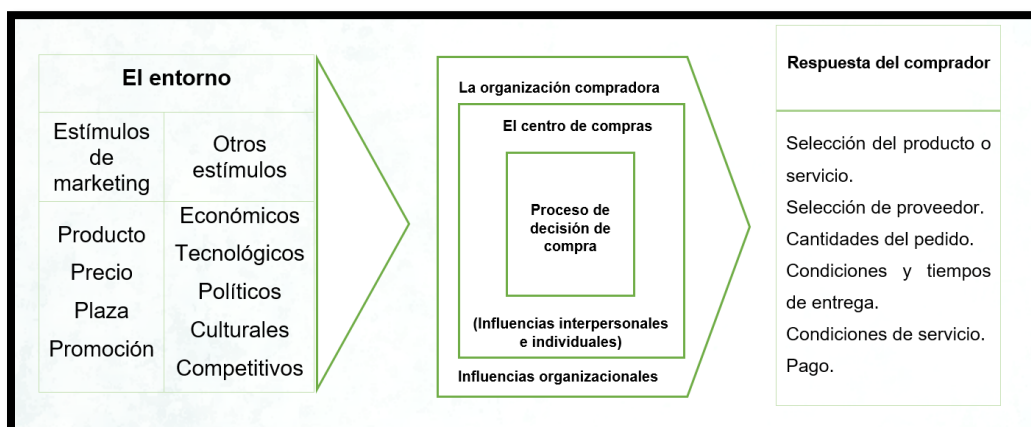 El entorno
Estímulos
de
marketing
Otros
estímulos
Producto
Precio
Plaza
Promoción
Económicos
Tecnológicos
Políticos
Culturales
Competitivos
La organización compradora
El centro de compras
Proceso de
decisión de
compra
(Influencias interpersonales
e individuales)
Influencias organizacionales
Respuesta del comprador
Selección del producto o
servicio.
Selección de proveedor.
Cantidades del pedido.
Condiciones y tiempos
de entrega.
Condiciones de servicio.
Pago.